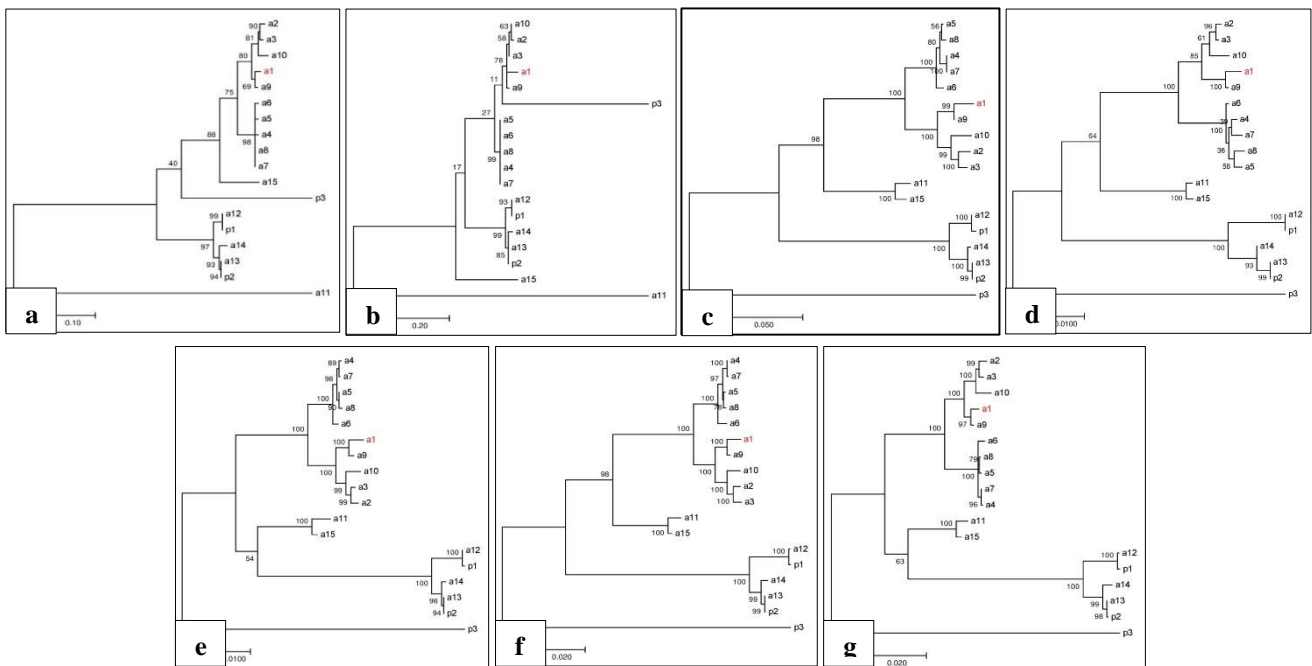 90 a2
81 a3
a10
80
a1
69 a9
75
a6
a5
a4
98
a8
88
a7
a15
40
p3
a12
99
p1
97
a14
93
a13
94 p2
a11
a
0.10
63 a10
58 a2
a3
78
a1
a9
11
p3
27
a5
a6
a8
99
a4
17
a7
a12
93
p1
99
a14
a13
85
p2
a15
a11
b
0.20
a5
56
a8
80
a4
100
a7
100
a6
100
a1
99
a9
100
a10
99
a2
98
100 a3
a11
100 a15
a12
100
p1
100
a14
100
a13
99 p2
p3
c
0.050
a2
96
61 a3
85 a10
a1
100 a9
100
a6
39 a4
100
a7
64
36 a8
56 a5
a11
100 a15
100 a12
p1
100
a14
93 a13
99 p2
p3
d
0.0100
89 a4
98 a7
a5
100
90 a8
a6
100
100 a1
a9
100
a10
99 a3
99 a2
a11
100
a15
54
100 a12
p1
100
a14
96 a13
94 p2
p3
e
.0100
100 a4
97 a7
a5
100
78 a8
a6
100
100 a1
a9
100
a10
100 a2
98
100 a3
a11
100 a15
100 a12
p1
100
a14
99 a13
99 p2
p3
f
0.020
99 a2
100 a3
a10
100
a1
97 a9
100
a6
79 a8
100 a5
a7
96 a4
a11
100 a15
63
100 a12
p1
100
a14
99 a13
98 p2
p3
g
0.020